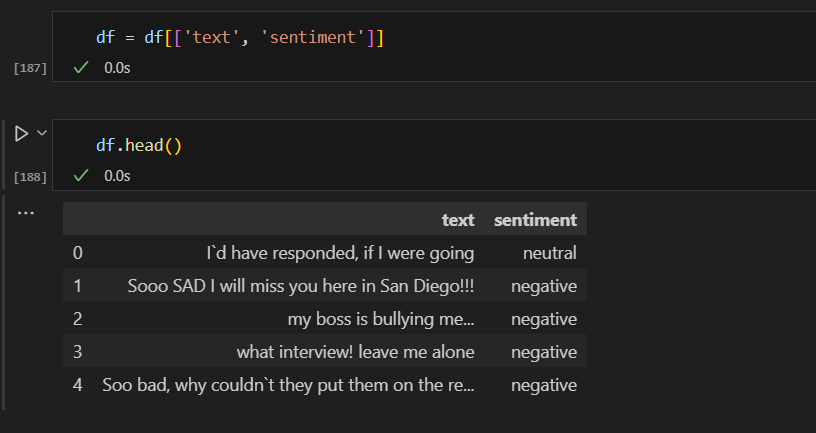 df = df[['text', 'sentiment']]
[187] 0.0s
df.head()
[188] 0.0s
...
text sentiment
0 I`d have responded, if I were going neutral
1 Sooo SAD I will miss you here in San Diego!!! negative
2 my boss is bullying me... negative
3 what interview! leave me alone negative
4 Soo bad, why couldn`t they put them on the re... negative